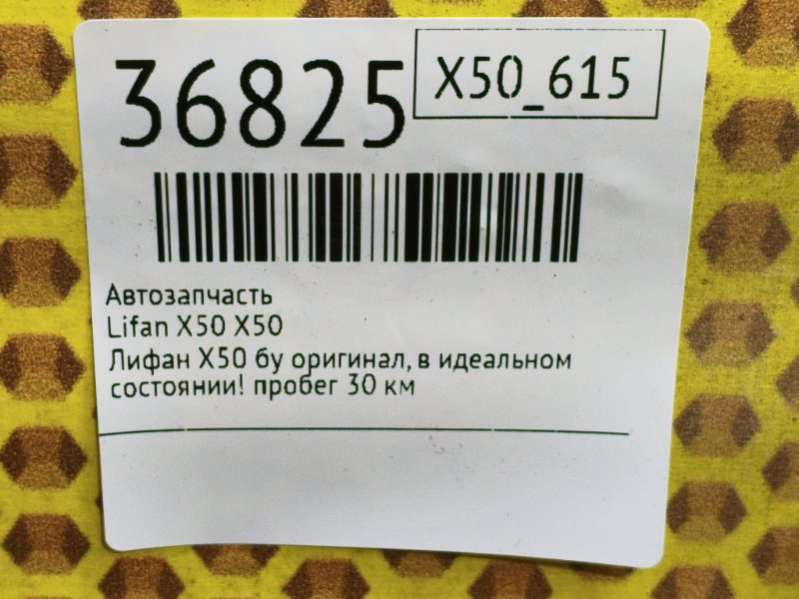 36825
X50_615
Автозапчасть
Lifan X50 X50
Лифан X50 бу оригинал, в идеальном
состоянии! пробег 30 км